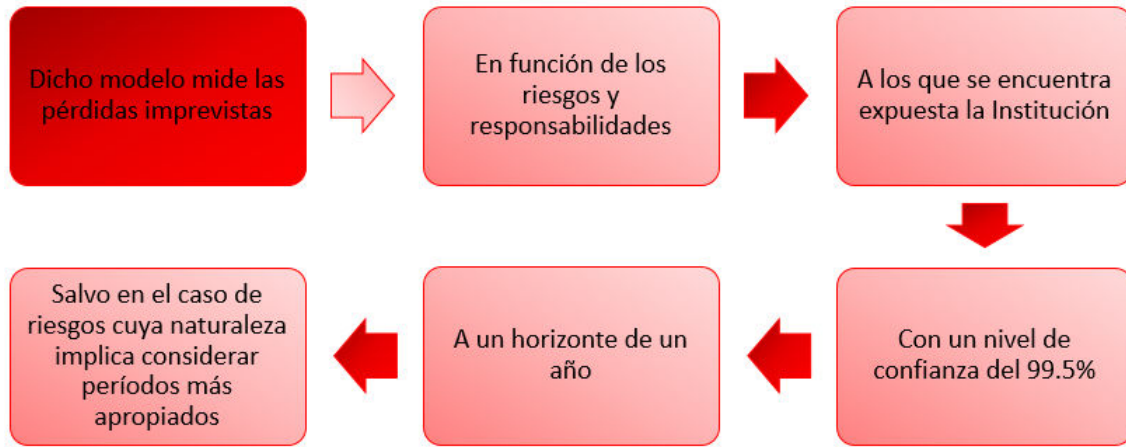 Dicho modelo mide las
pérdidas imprevistas
En función de los
riesgos y
responsabilidades
A los que se encuentra
expuesta la Institución
Con un nivel de
confianza del 99.5%
A un horizonte de un
año
Salvo en el caso de
riesgos cuya naturaleza
implica considerar
períodos más
apropiados